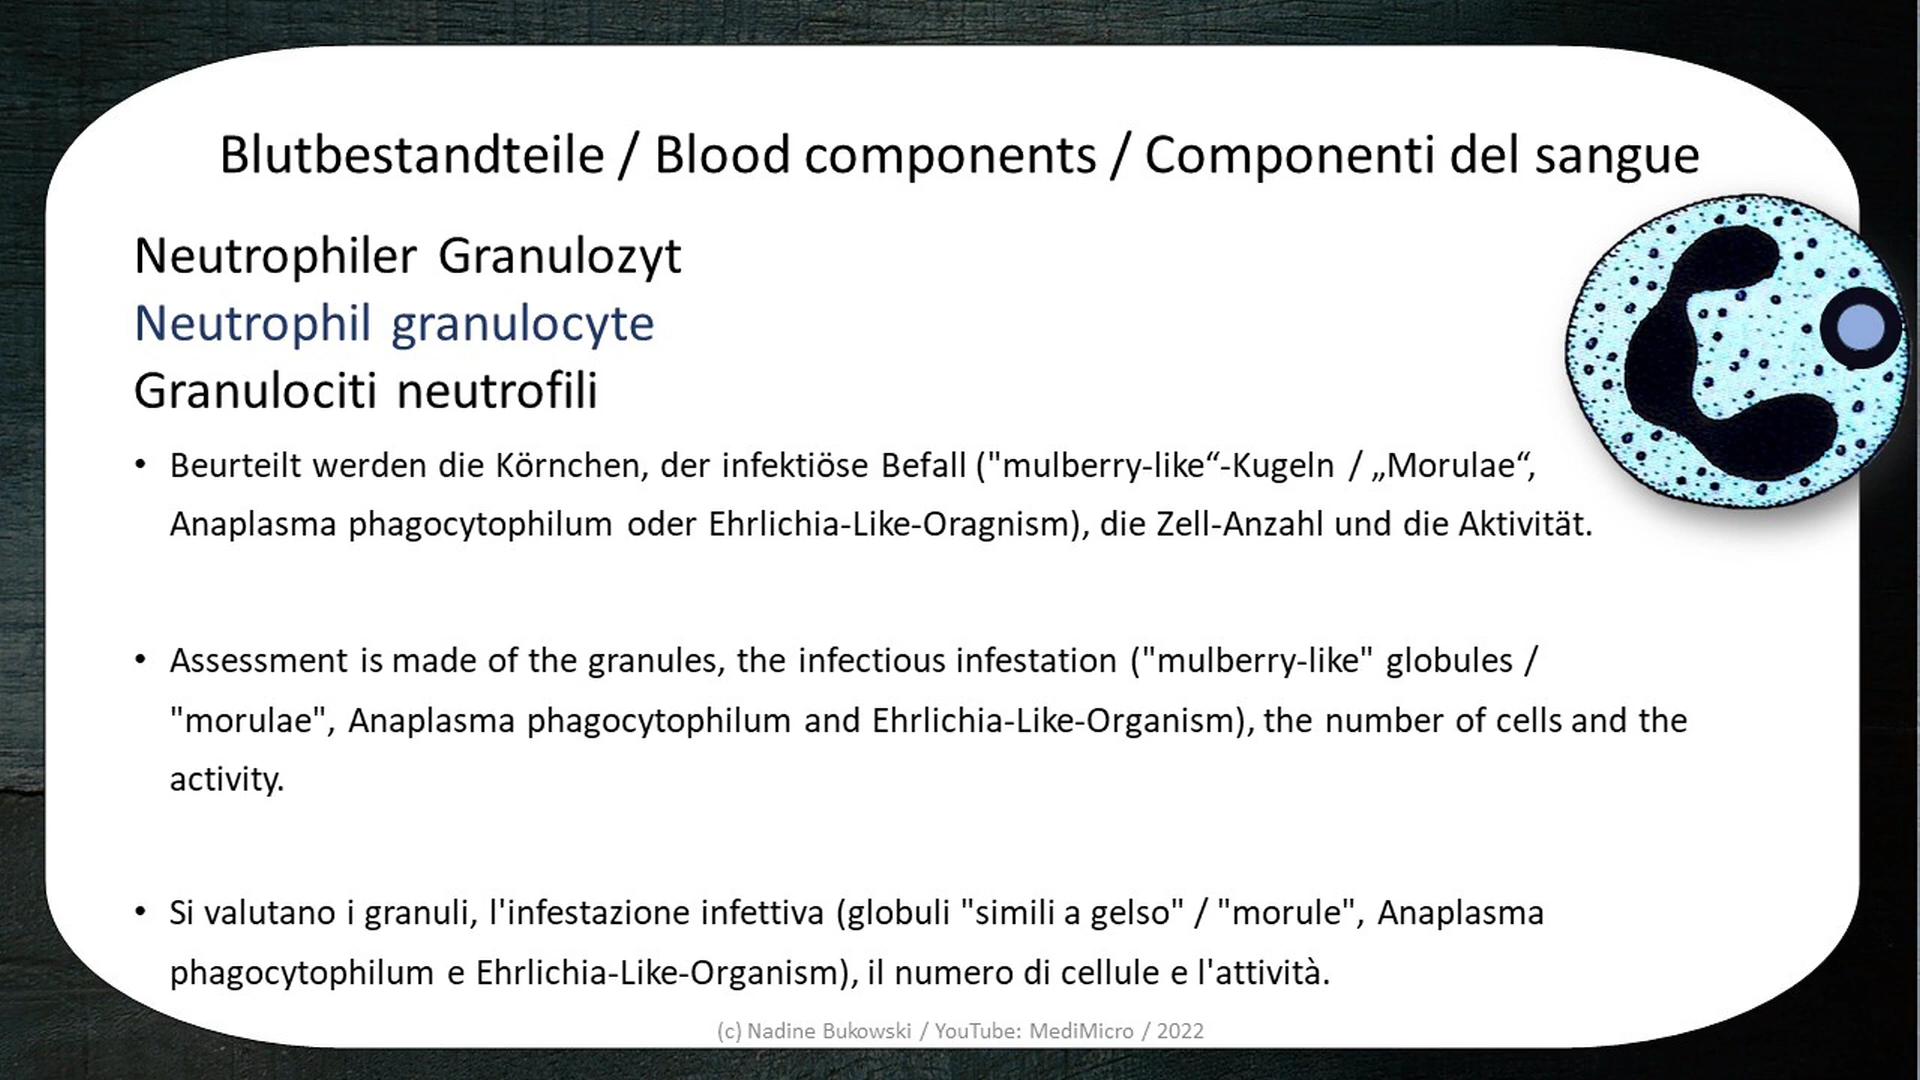 Blutbestandteile / Blood components / Componenti del sangue
Neutrophiler Granulozyt
Neutrophil granulocyte
Granulociti neutrofili
• Beurteilt werden die Körnchen, der infektiöse Befall ("mulberry-like“-Kugeln / „Morulae“,
Anaplasma phagocytophilum oder Ehrlichia-Like-Oragnism), die Zell-Anzahl und die Aktivität.
• Assessment is made of the granules, the infectious infestation ("mulberry-like" globules /
"morulae", Anaplasma phagocytophilum and Ehrlichia-Like-Organism), the number of cells and the
activity.
• Si valutano i granuli, l'infestazione infettiva (globuli "simili a gelso" / "morule", Anaplasma
phagocytophilum e Ehrlichia-Like-Organism), il numero di cellule e l'attività.
(c) Nadine Bukowski / YouTube: MediMicro / 2022